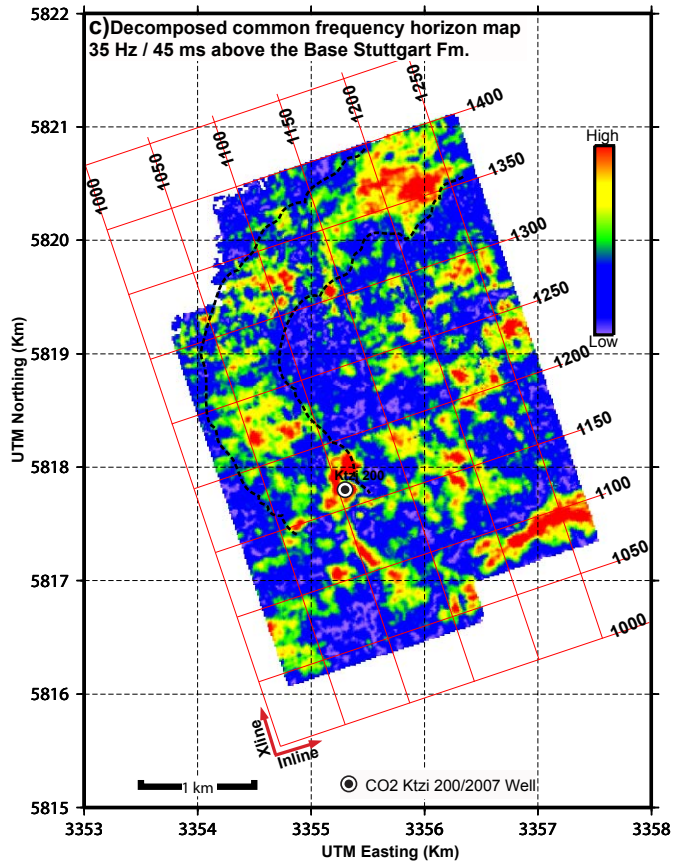 c)Decomposed common frequency horizon map
35 Hz / 45 ms above the Base Stuttgart Fm.
5822
5821
5820
5819
5818
5817
5816
5815
UTM Northing (Km)
1000
1050
1100
1150
1200
1250
1400
1350
1300
1250
1200
1150
1100
1050
1000
High
Low
Ktzi 200
Xline
Inline
1 km
CO2 Ktzi 200/2007 Well
3353
3354
3355
3356
3357
3358
UTM Easting (Km)